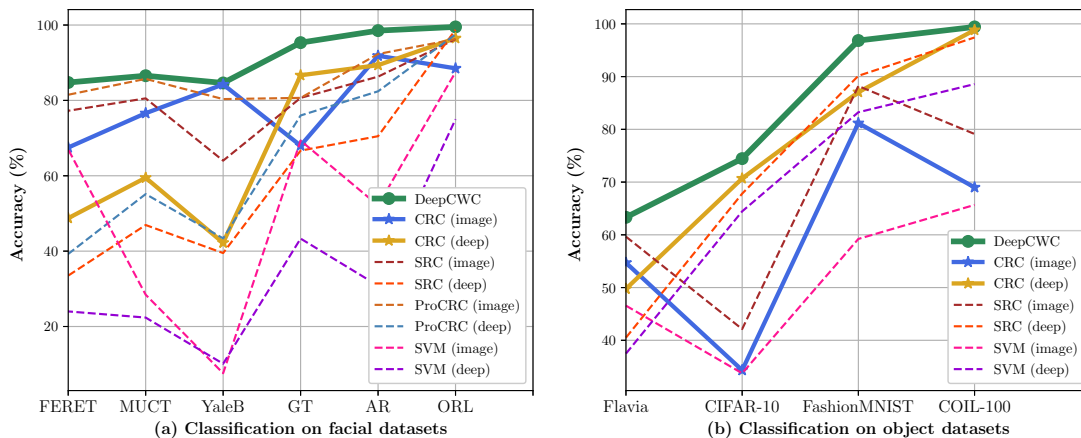 Accuracy (%)
100
80
60
40
20
DeepCWC
CRC (image)
CRC (deep)
SRC (image)
SRC (deep)
ProCRC (image)
ProCRC (deep)
SVM (image)
SVM (deep)
FERET MUCT YaleB GT AR ORL
(a) Classification on facial datasets
Accuracy (%)
100
90
80
70
60
50
40
DeepCWC
CRC (image)
CRC (deep)
SRC (image)
SRC (deep)
SVM (image)
SVM (deep)
Flavia CIFAR-10 FashionMNIST COIL-100
(b) Classification on object datasets